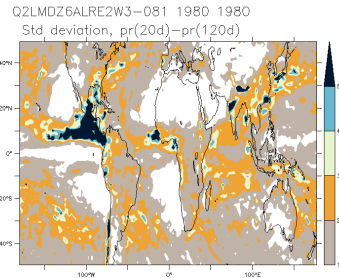 Q2LMDZ6ALRE2W3-081 1980 1980
Std deviation, pr(20d)-pr(120d)
40°N
20°N
0°
20°S
40°S
100°W
0°
100°E
5
4
3
2
1